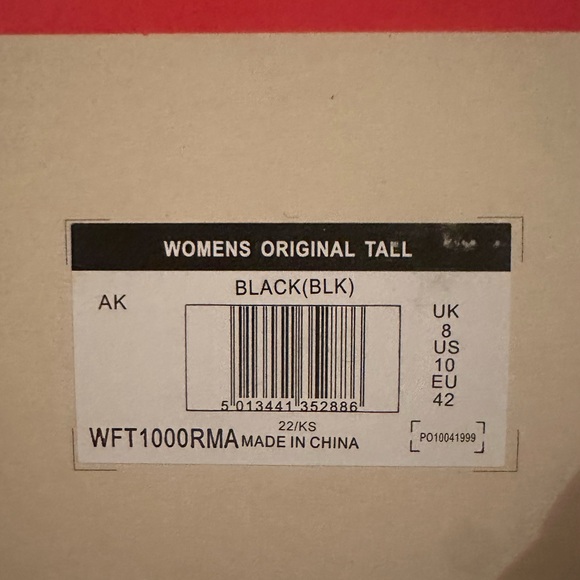 WOMENS ORIGINAL TALL
BLACK(BLK)
AK
UK
8
US
10
EU
42
5 013441 352886
22/KS
WFT1000RMA MADE IN CHINA
PO10041999